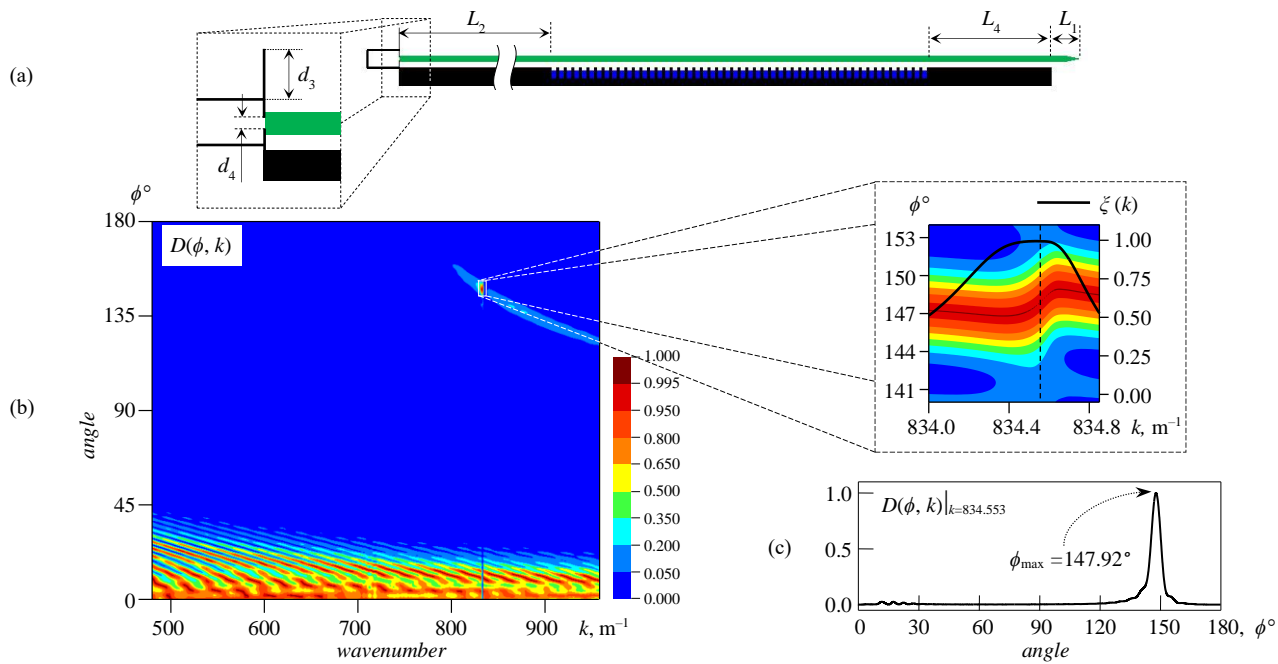 (a)
L₂
L₄
L₁
d₃
d₄
(b)
ϕ°
180
135
90
45
0
angle
D(ϕ, k)
500
600
700
800
900
k, m⁻¹
wavenumber
1.000
0.995
0.950
0.800
0.650
0.500
0.350
0.200
0.050
0.000
ϕ°
ξ (k)
153
150
147
144
141
1.00
0.75
0.50
0.25
0.00
834.0
834.4
834.8
k, m⁻¹
(c)
1.0
0.5
0.0
D(ϕ, k)|k=834.553
ϕmax =147.92°
0
30
60
90
120
150
180, ϕ°
angle